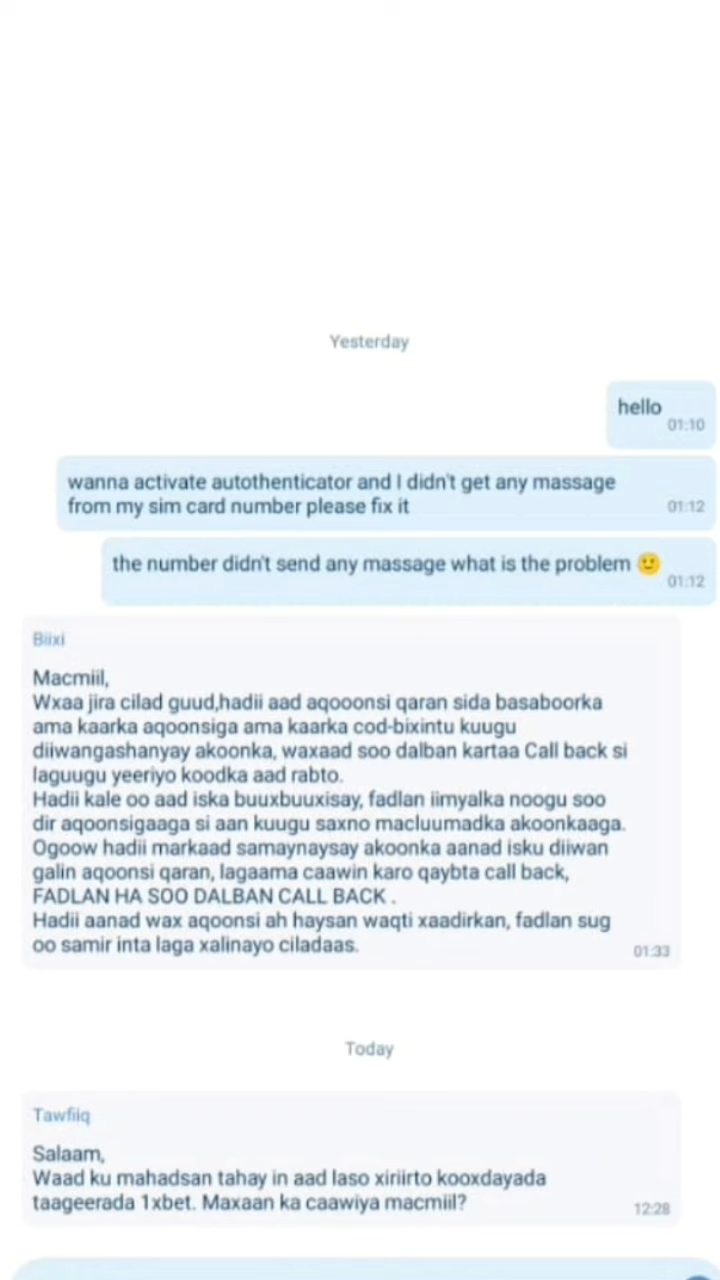 Yesterday
hello
01:10
wanna activate autothenticator and I didn't get any massage
from my sim card number please fix it
01:12
the number didn't send any massage what is the problem 🙂
01:12
Biixi
Macmiil,
Wxaa jira cilad guud,hadii aad aqooonsi qaran sida basaboorka
ama kaarka aqoonsiga ama kaarka cod-bixintu kuugu
diiwangashanyay akoonka, waxaad soo dalban kartaa Call back si
laguugu yeeriyo koodka aad rabto.
Hadii kale oo aad iska buuxbuuxisay, fadlan iimyalka noogu soo
dir aqoonsigaaga si aan kuugu saxno macluumadka akoonkaaga.
Ogoow hadii markaad samaynaysay akoonka aanad isku diiwan
galin aqoonsi qaran, lagaama caawin karo qaybta call back,
FADLAN HA SOO DALBAN CALL BACK .
Hadii aanad wax aqoonsi ah haysan waqti xaadirkan, fadlan sug
oo samir inta laga xalinayo ciladaas.
01:33
Today
Tawfiiq
Salaam,
Waad ku mahadsan tahay in aad laso xiriirto kooxdayada
taageerada 1xbet. Maxaan ka caawiya macmiil?
12:28